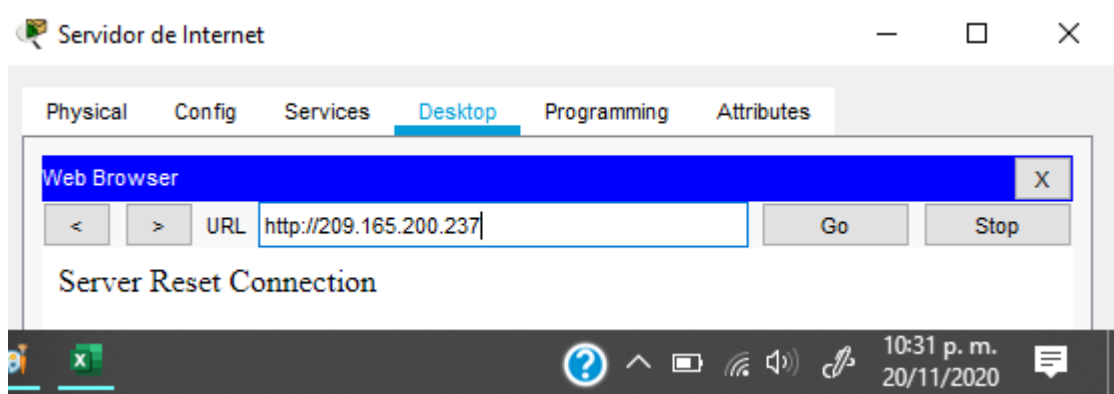 Servidor de Internet
Physical Config Services Desktop Programming Attributes
Web Browser X
< > URL http://209.165.200.237 Go Stop
Server Reset Connection
10:31 p. m.
20/11/2020